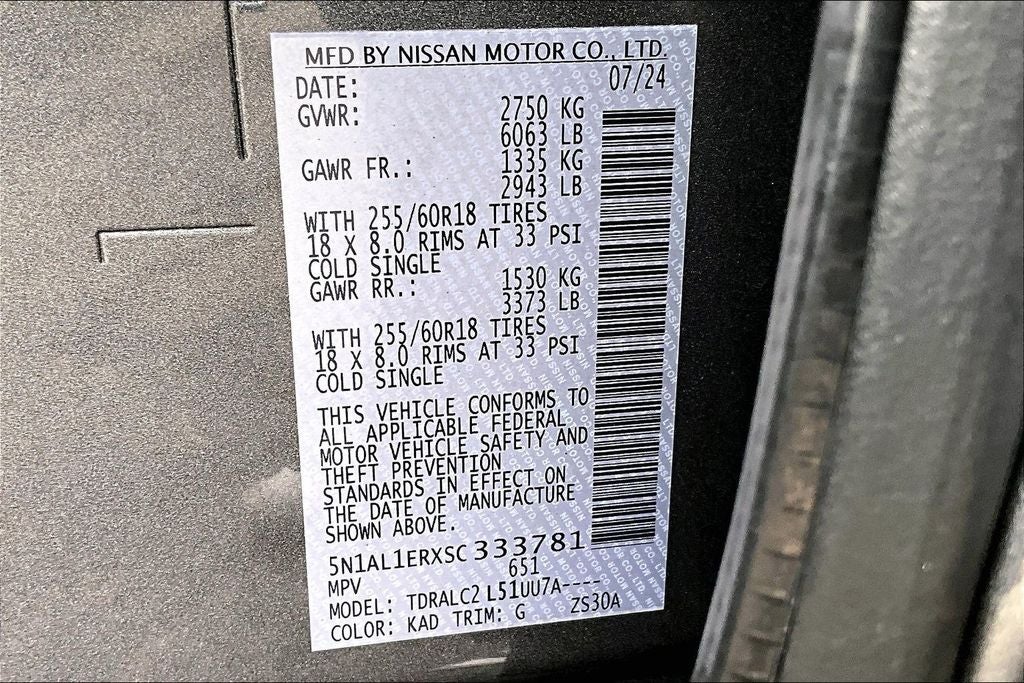 MFD BY NISSAN MOTOR CO., LTD.
DATE: 07/24
GVWR: 2750 KG
6063 LB
GAWR FR.: 1335 KG
2943 LB
WITH 255/60R18 TIRES
18 X 8.0 RIMS AT 33 PSI
COLD SINGLE
GAWR RR.: 1530 KG
3373 LB
WITH 255/60R18 TIRES
18 X 8.0 RIMS AT 33 PSI
COLD SINGLE
THIS VEHICLE CONFORMS TO
ALL APPLICABLE FEDERAL
MOTOR VEHICLE SAFETY AND
THEFT PREVENTION
STANDARDS IN EFFECT ON
THE DATE OF MANUFACTURE
SHOWN ABOVE.
5N1AL1ERXSC 333781
MPV 651
MODEL: TDRALC2 L51UU7A----
COLOR: KAD TRIM: G ZS30A